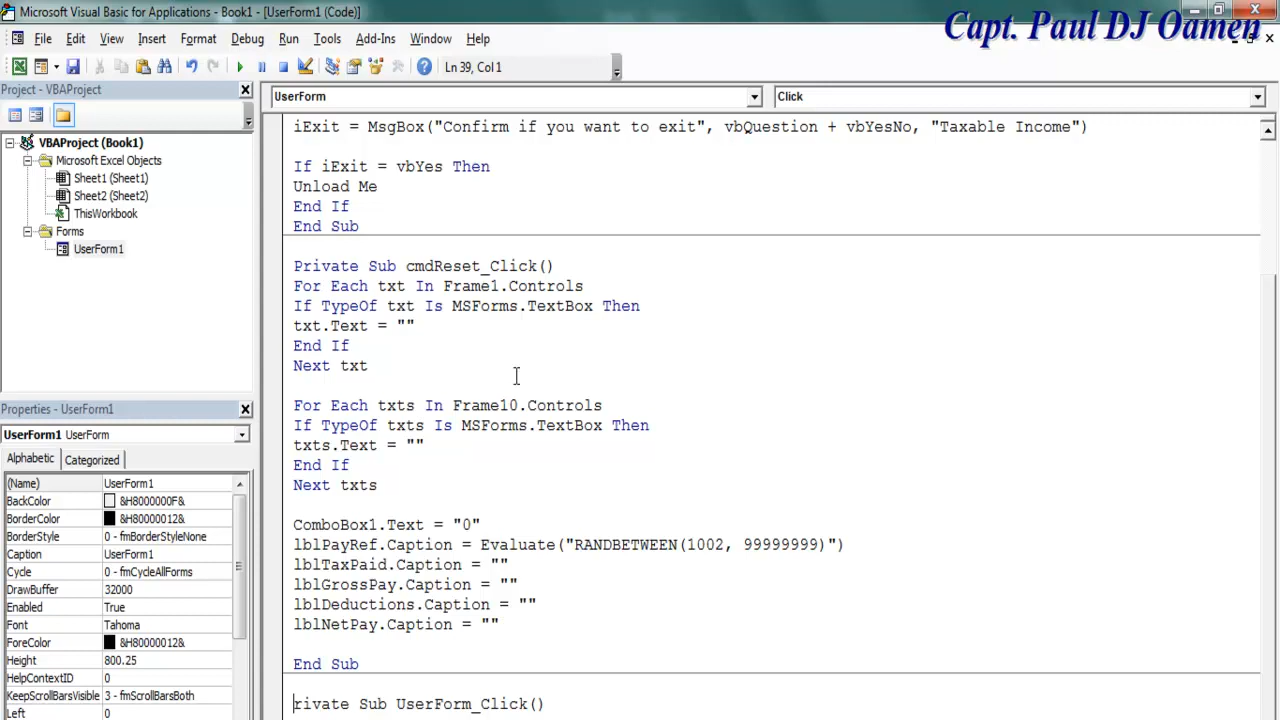 Microsoft Visual Basic for Applications - Book1 - [UserForm1 (Code)]
Capt. Paul DJ Oamen
File Edit View Insert Format Debug Run Tools Add-Ins Window Help
Ln 39, Col 1
Project - VBAProject
UserForm
Click
VBAProject (Book1)
Microsoft Excel Objects
Sheet1 (Sheet1)
Sheet2 (Sheet2)
ThisWorkbook
Forms
UserForm1
iExit = MsgBox("Confirm if you want to exit", vbQuestion + vbYesNo, "Taxable Income")
If iExit = vbYes Then
Unload Me
End If
End Sub
Private Sub cmdReset_Click()
For Each txt In Frame1.Controls
If TypeOf txt Is MSForms.TextBox Then
txt.Text = ""
End If
Next txt
For Each txts In Frame10.Controls
If TypeOf txts Is MSForms.TextBox Then
txts.Text = ""
End If
Next txts
ComboBox1.Text = "0"
lblPayRef.Caption = Evaluate("RANDBETWEEN(1002, 99999999)")
lblTaxPaid.Caption = ""
lblGrossPay.Caption = ""
lblDeductions.Caption = ""
lblNetPay.Caption = ""
End Sub
rivate Sub UserForm_Click()
Properties - UserForm1
UserForm1 UserForm
Alphabetic Categorized
(Name) UserForm1
BackColor &H8000000F&
BorderColor &H80000012&
BorderStyle 0 - fmBorderStyleNone
Caption UserForm1
Cycle 0 - fmCycleAllForms
DrawBuffer 32000
Enabled True
Font Tahoma
ForeColor &H80000012&
Height 800.25
HelpContextID 0
KeepScrollBarsVisible 3 - fmScrollBarsBoth
Left 0